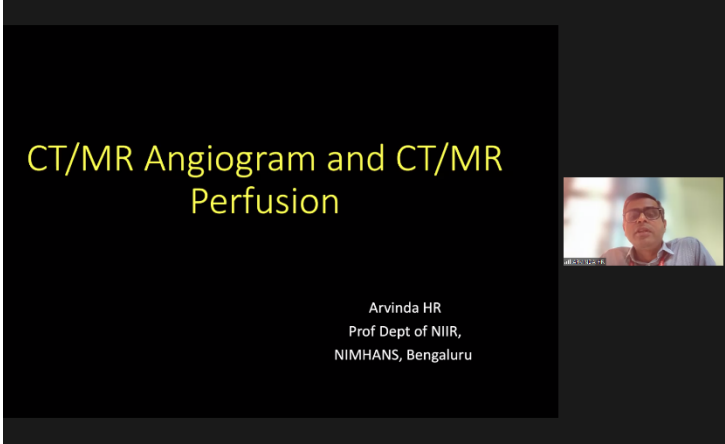 CT/MR Angiogram and CT/MR
Perfusion
Arvinda HR
Prof Dept of NIIR,
NIMHANS, Bengaluru